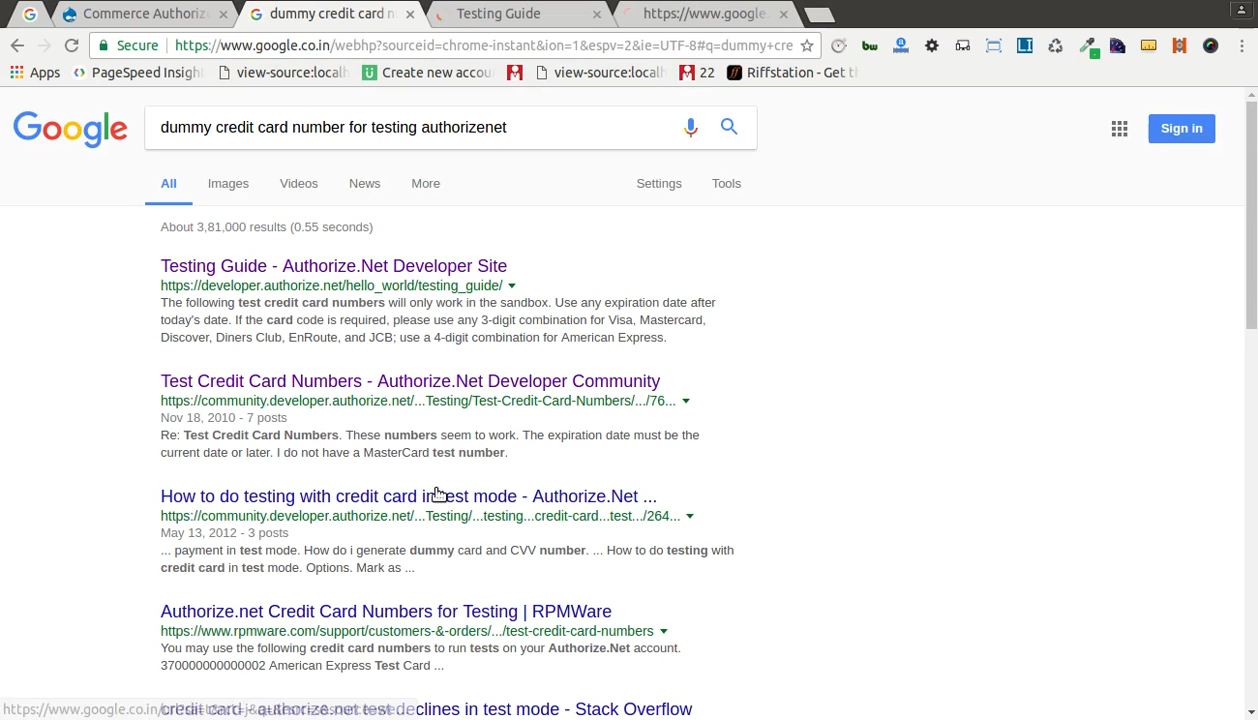 Commerce Authoriz
dummy credit card n
Testing Guide
https://www.google.
Secure
https://www.google.co.in/webhp?sourceid=chrome-instant&ion=1&espv=2&ie=UTF-8#q=dummy+cre
Apps
PageSpeed Insigh
view-source:local
Create new accou
view-source:local
22
Riffstation - Get t
Google
dummy credit card number for testing authorizenet
Sign in
All
Images
Videos
News
More
Settings
Tools
About 3,81,000 results (0.55 seconds)
Testing Guide - Authorize.Net Developer Site
https://developer.authorize.net/hello_world/testing_guide/
The following test credit card numbers will only work in the sandbox. Use any expiration date after
today's date. If the card code is required, please use any 3-digit combination for Visa, Mastercard,
Discover, Diners Club, EnRoute, and JCB; use a 4-digit combination for American Express.
Test Credit Card Numbers - Authorize.Net Developer Community
https://community.developer.authorize.net/...Testing/Test-Credit-Card-Numbers/.../76...
Nov 18, 2010 - 7 posts
Re: Test Credit Card Numbers. These numbers seem to work. The expiration date must be the
current date or later. I do not have a MasterCard test number.
How to do testing with credit card in test mode - Authorize.Net ...
https://community.developer.authorize.net/...Testing/...testing...credit-card...test.../264...
May 13, 2012 - 3 posts
... payment in test mode. How do i generate dummy card and CVV number. ... How to do testing with
credit card in test mode. Options. Mark as ...
Authorize.net Credit Card Numbers for Testing | RPMWare
https://www.rpmware.com/support/customers-&-orders/.../test-credit-card-numbers
You may use the following credit card numbers to run tests on your Authorize.Net account.
370000000000002 American Express Test Card ...
credit card - authorize.net test declines in test mode - Stack Overflow